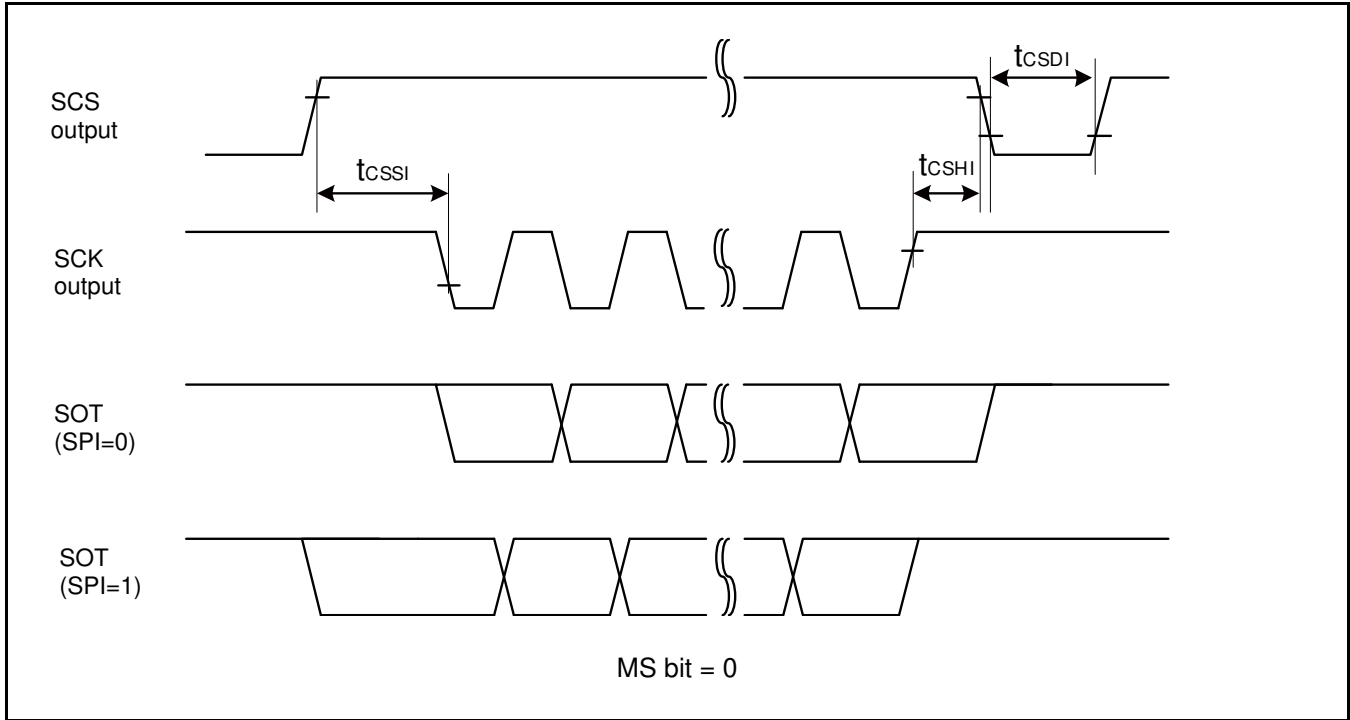 SCS
output
tCSDI
tCSSI
tCSHI
SCK
output
SOT
(SPI=0)
SOT
(SPI=1)
MS bit = 0